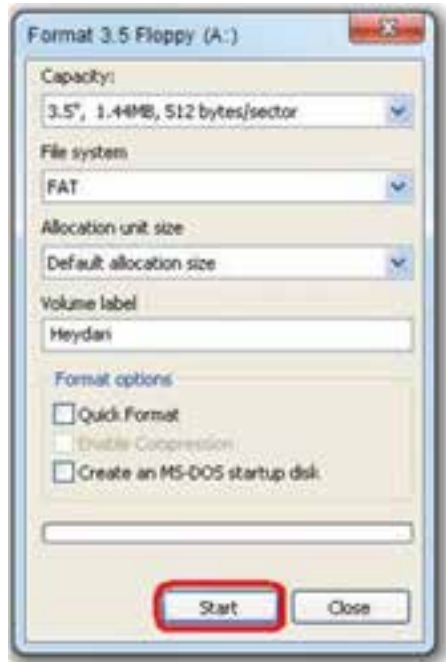 Format 3.5 Floppy (A:)
Capacity:
3.5", 1.44MB, 512 bytes/sector
File system
FAT
Allocation unit size
Default allocation size
Volume label
Heydari
Format options
Quick Format
Enable Compression
Create an MS-DOS startup disk
Start Close